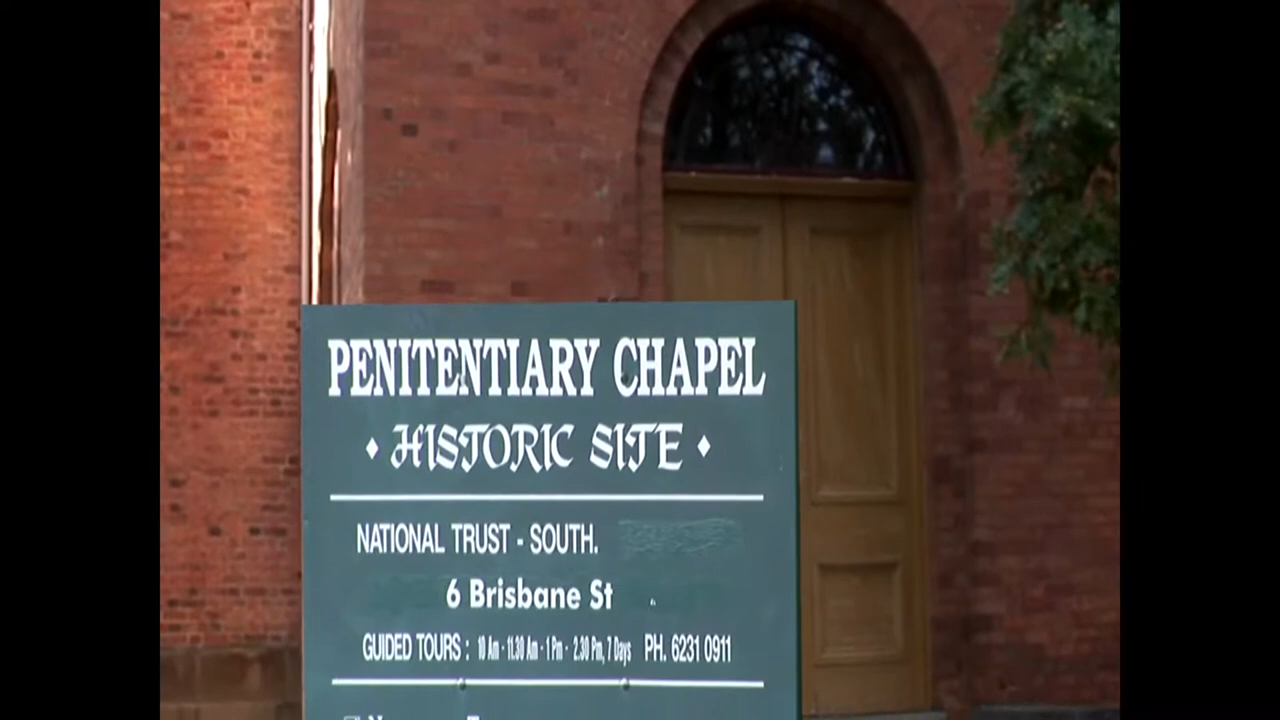 PENITENTIARY CHAPEL
♦ HISTORIC SITE ♦
NATIONAL TRUST - SOUTH.
6 Brisbane St
GUIDED TOURS : 10 Am - 11.30 Am - 1 Pm - 2.30 Pm, 7 Days PH. 6231 0911